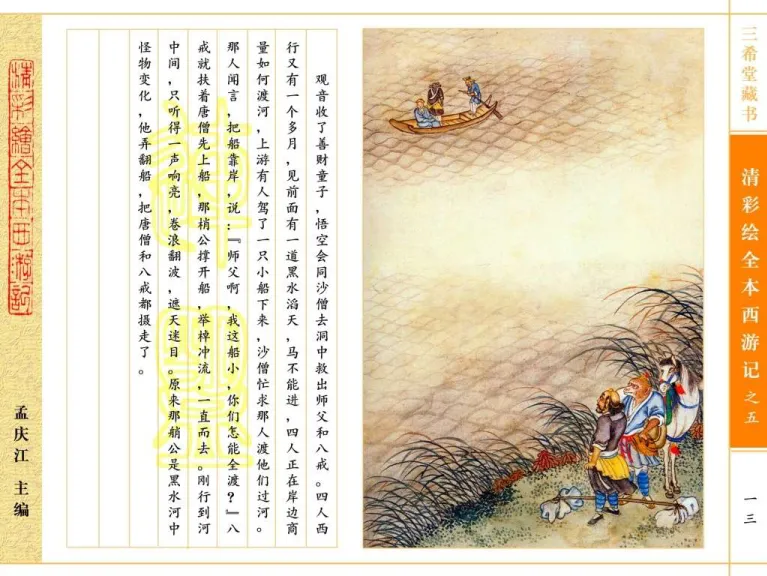 三希堂藏书
清彩绘全本西游记之五
一三
观音收了善财童子，悟空会同沙僧去洞中救出师父和八戒。四人西
行又有一个多月，见前面有一道黑水滔天，马不能进，四人正在岸边商
量如何渡河，上游有人驾了一只小船下来，沙僧忙求那人渡他们过河。
那人闻言，把船靠岸，说：『师父啊，我这船小，你们怎能全渡？』八
戒就扶着唐僧先上船，那梢公撑开船，举棹冲流，一直而去。刚行到河
中间，只听得一声响亮，卷浪翻波，遮天迷目。原来那艄公是黑水河中
怪物变化，他弄翻船，把唐僧和八戒都摄走了。
清彩繪全本西游記
孟庆江 主编